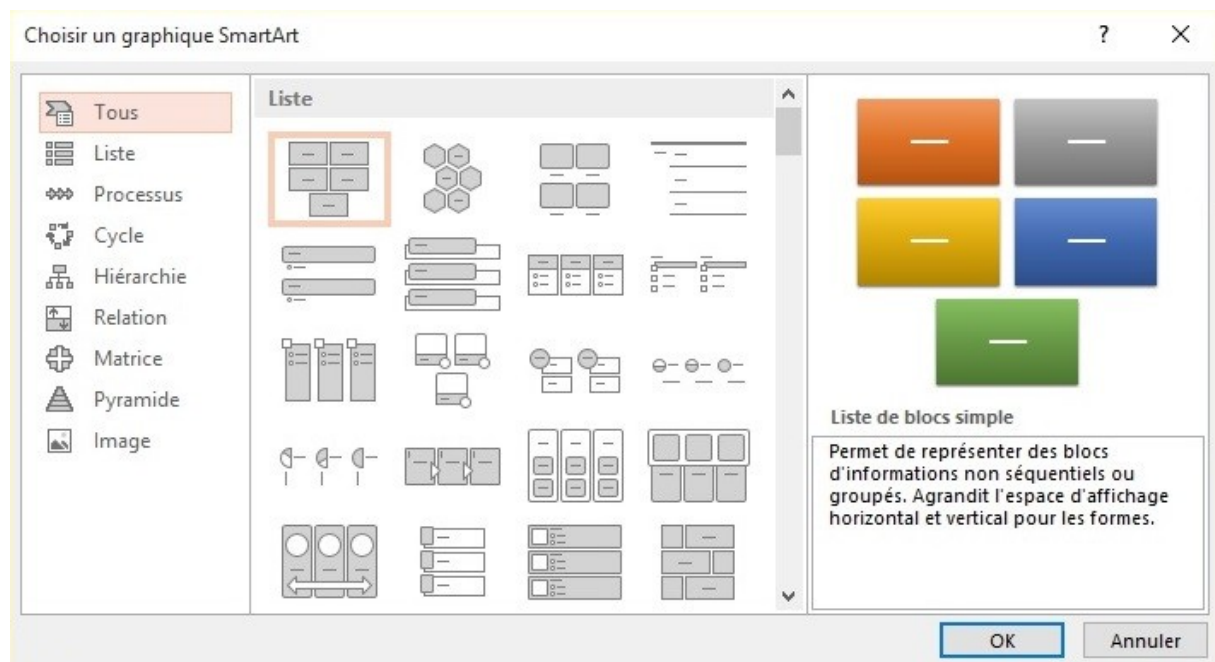 Choisir un graphique SmartArt
?
Tous
Liste
Processus
Cycle
Hiérarchie
Relation
Matrice
Pyramide
Image
Liste
Liste de blocs simple
Permet de représenter des blocs
d'informations non séquentiels ou
groupés. Agrandit l'espace d'affichage
horizontal et vertical pour les formes.
OK
Annuler